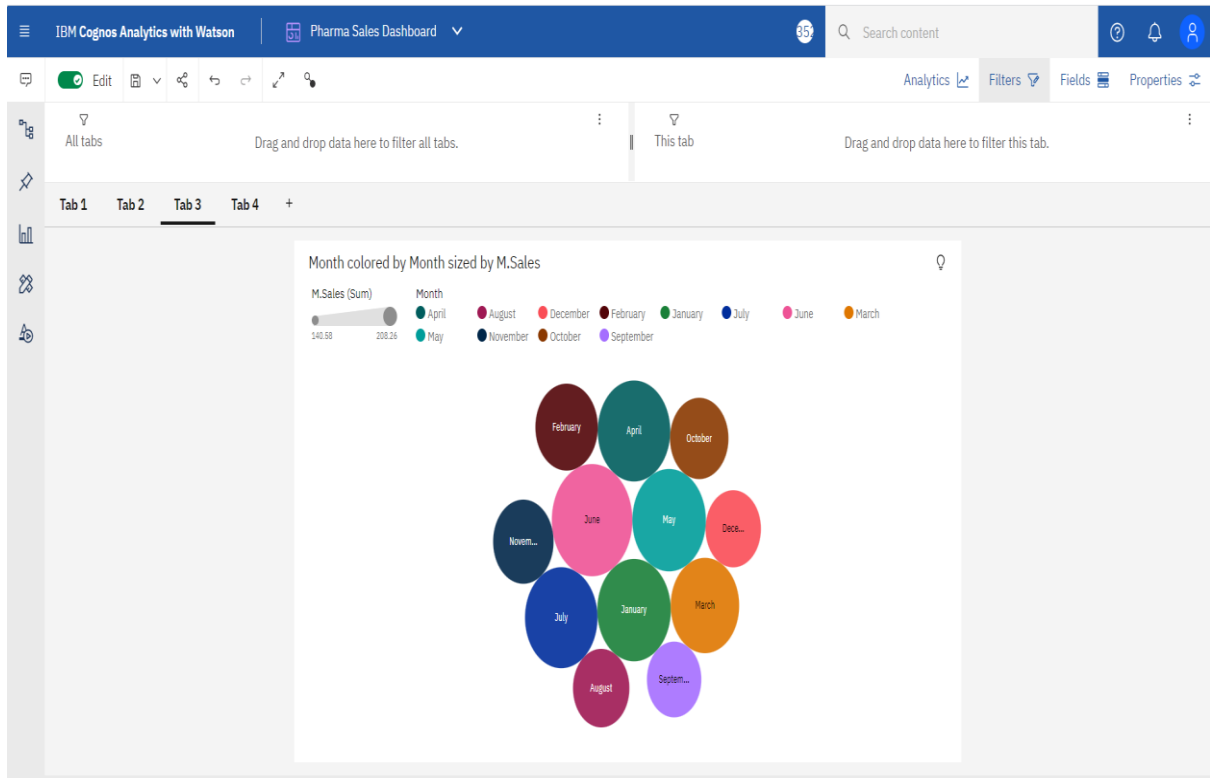 IBM Cognos Analytics with Watson
Pharma Sales Dashboard
352
Search content
Edit
Analytics
Filters
Fields
Properties
All tabs
Drag and drop data here to filter all tabs.
This tab
Drag and drop data here to filter this tab.
Tab 1 Tab 2 Tab 3 Tab 4 +
Month colored by Month sized by M.Sales
M.Sales (Sum)
140.58 208.26
Month
April August December February January July June March
May November October September
February
April
October
June
May
Dece...
Novem...
July
January
March
August
Septem...